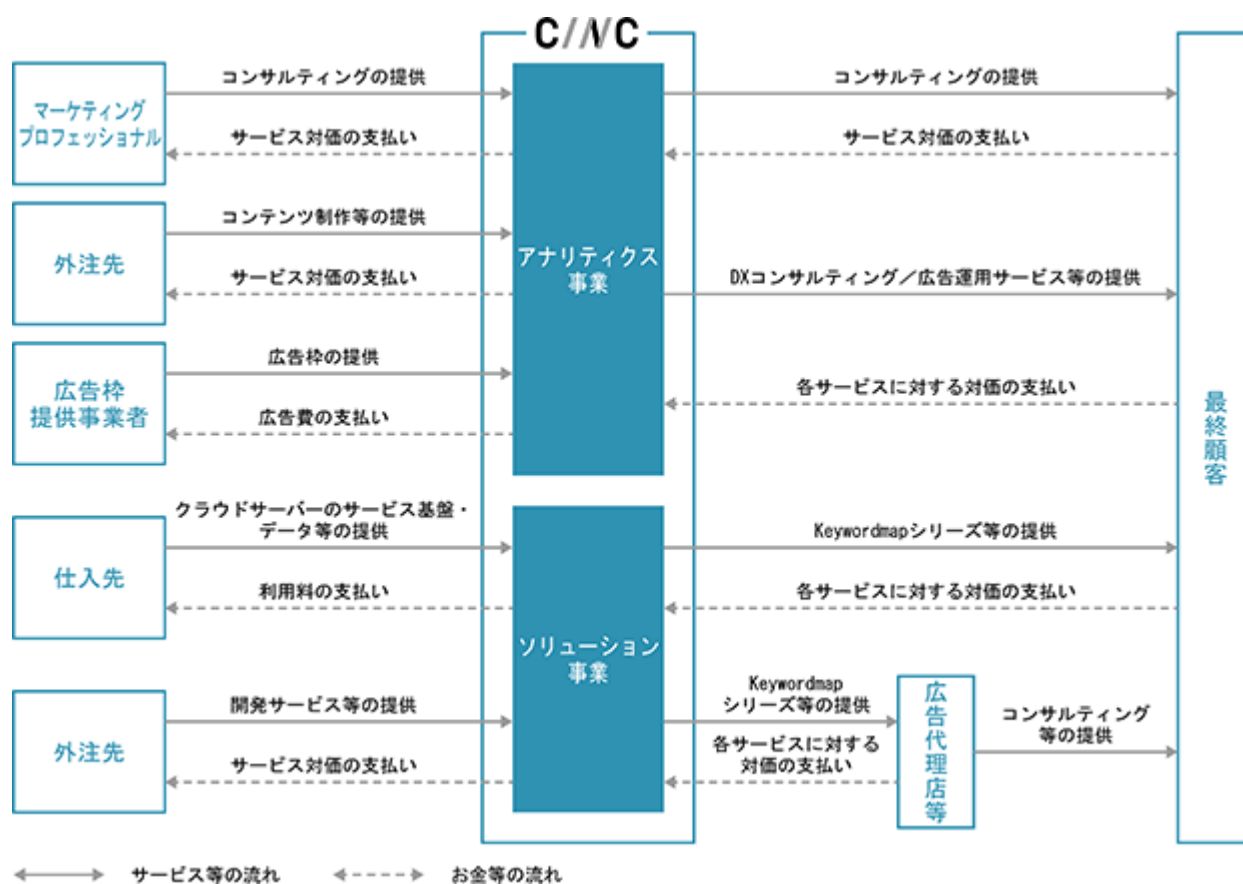 CINC
コンサルティングの提供
マーケティング
プロフェッショナル
サービス対価の支払い
コンサルティングの提供
サービス対価の支払い
コンテンツ制作等の提供
外注先
サービス対価の支払い
アナリティクス
事業
DXコンサルティング／広告運用サービス等の提供
広告枠の提供
広告枠
提供事業者
広告費の支払い
各サービスに対する対価の支払い
最終顧客
クラウドサーバーのサービス基盤・
データ等の提供
仕入先
利用料の支払い
Keywordmapシリーズ等の提供
各サービスに対する対価の支払い
ソリューション
事業
開発サービス等の提供
外注先
サービス対価の支払い
Keywordmap
シリーズ等の提供
各サービスに対する
対価の支払い
広告代理店等
コンサルティング
等の提供
サービス等の流れ
お金等の流れ